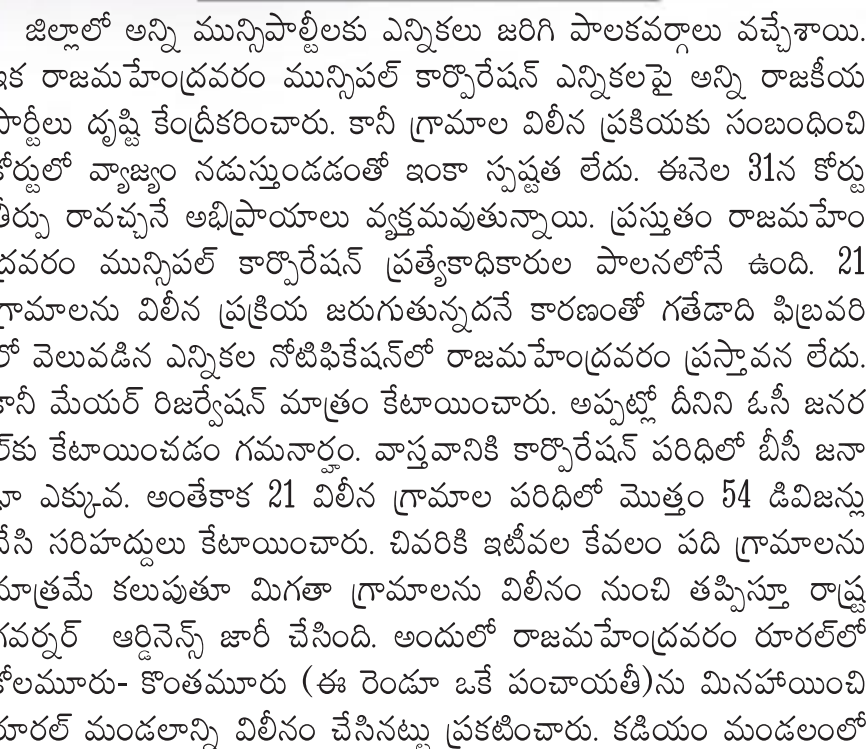 జిల్లాలో అన్ని మున్సిపాల్టీలకు ఎన్నికలు జరిగి పాలకవర్గాలు వచ్చేశాయి.
ఇక రాజమహేంద్రవరం మున్సిపల్ కార్పొరేషన్ ఎన్నికలపై అన్ని రాజకీయ
పార్టీలు దృష్టి కేంద్రీకరించారు. కానీ గ్రామాల విలీన ప్రకియకు సంబంధించి
కోర్టులో వ్యాజ్యం నడుస్తుండడంతో ఇంకా స్పష్టత లేదు. ఈనెల 31న కోర్టు
తీర్పు రావచ్చనే అభిప్రాయాలు వ్యక్తమవుతున్నాయి. ప్రస్తుతం రాజమహేం
ద్రవరం మున్సిపల్ కార్పొరేషన్ ప్రత్యేకాధికారుల పాలనలోనే ఉంది. 21
గ్రామాలను విలీన ప్రక్రియ జరుగుతున్నదనే కారణంతో గతేడాది ఫిబ్రవరి
లో వెలువడిన ఎన్నికల నోటిఫికేషన్‌లో రాజమహేంద్రవరం ప్రస్తావన లేదు.
కానీ మేయర్ రిజర్వేషన్ మాత్రం కేటాయించారు. అప్పట్లో దీనిని ఓసీ జనర
ల్‌కు కేటాయించడం గమనార్హం. వాస్తవానికి కార్పొరేషన్ పరిధిలో బీసీ జనా
భా ఎక్కువ. అంతేకాక 21 విలీన గ్రామాల పరిధిలో మొత్తం 54 డివిజన్లు
చేసి సరిహద్దులు కేటాయించారు. చివరికి ఇటీవల కేవలం పది గ్రామాలను
మాత్రమే కలుపుతూ మిగతా గ్రామాలను విలీనం నుంచి తప్పిస్తూ రాష్ట్ర
గవర్నర్ ఆర్డినెన్స్ జారీ చేసింది. అందులో రాజమహేంద్రవరం రూరల్‌లో
కోలమూరు- కొంతమూరు (ఈ రెండూ ఒకే పంచాయతీ)ను మినహాయించి
రూరల్ మండలాన్ని విలీనం చేసినట్టు ప్రకటించారు. కడియం మండలంలో